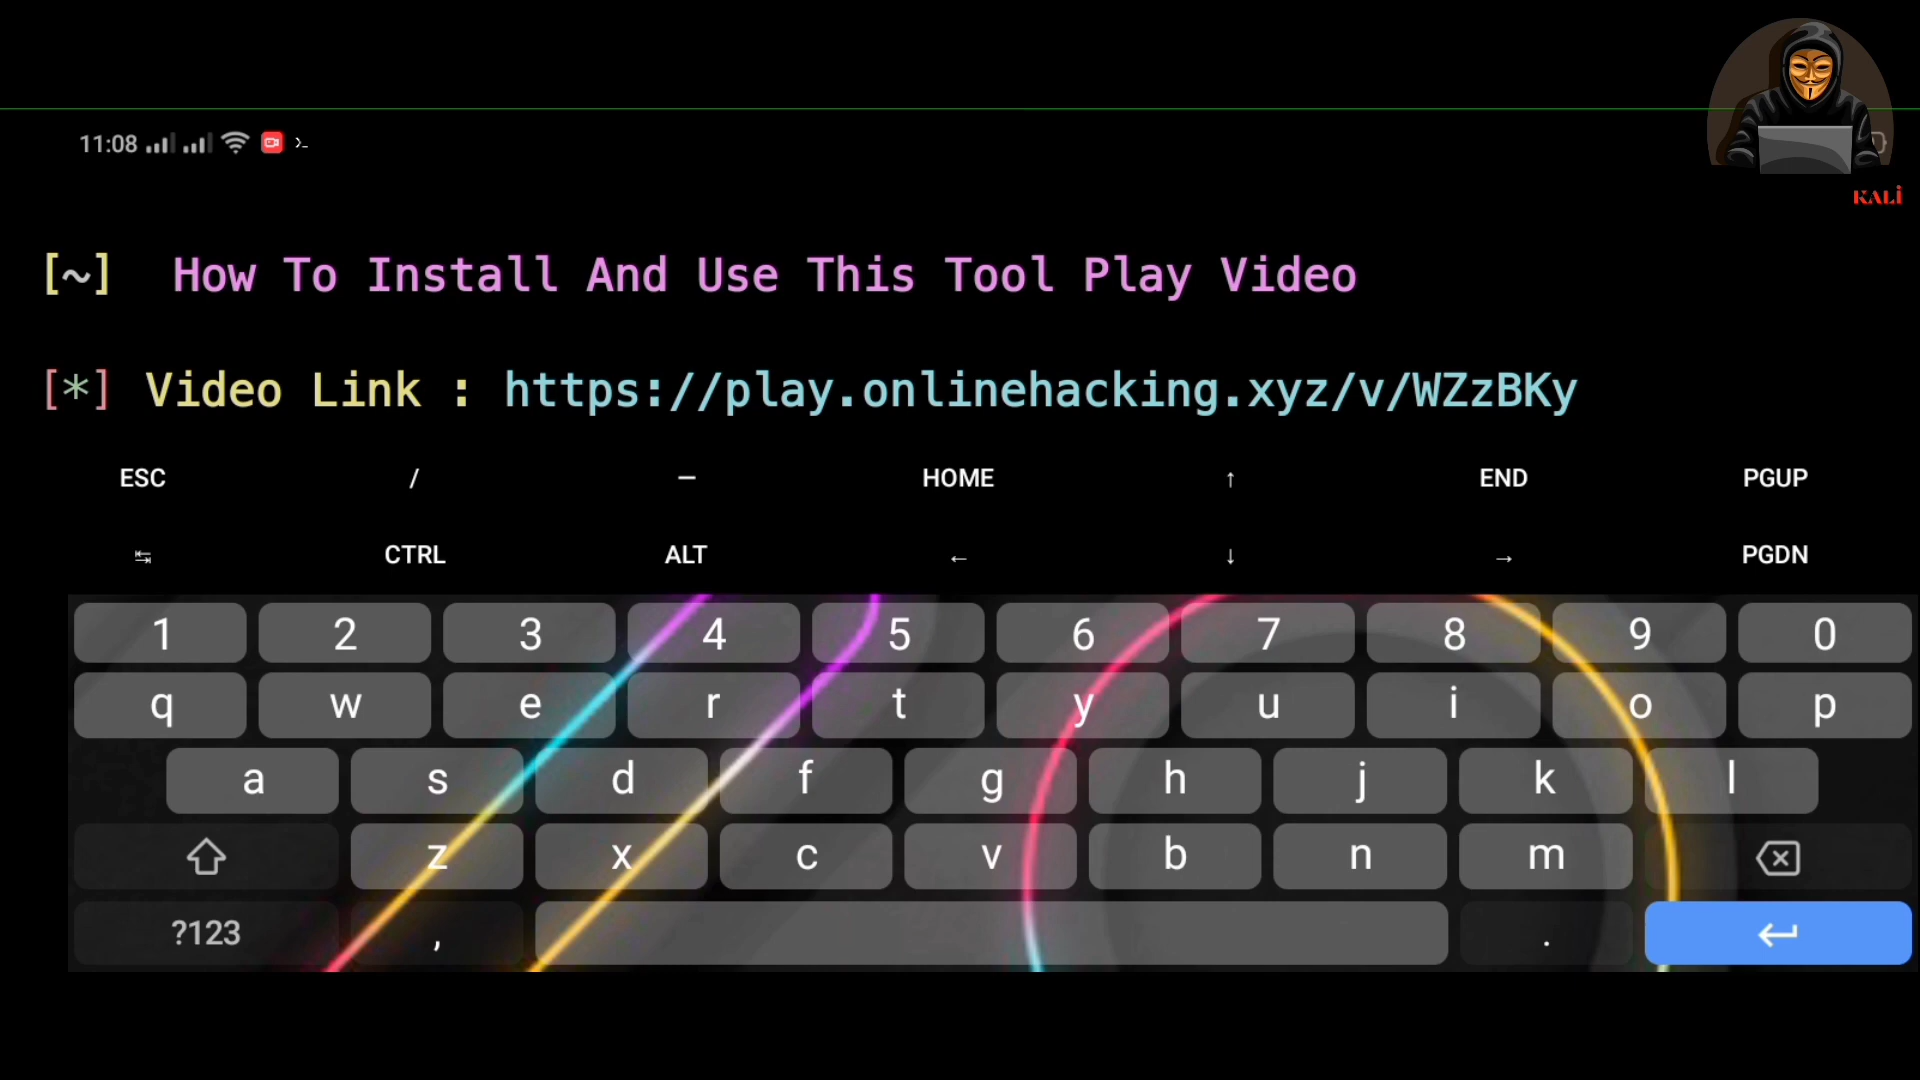 11:08
KALİ
[~] How To Install And Use This Tool Play Video
[*] Video Link : https://play.onlinehacking.xyz/v/WZzBKy
ESC / — HOME ↑ END PGUP
↹ CTRL ALT ← ↓ → PGDN
1 2 3 4 5 6 7 8 9 0
q w e r t y u i o p
a s d f g h j k l
z x c v b n m
?123 , .